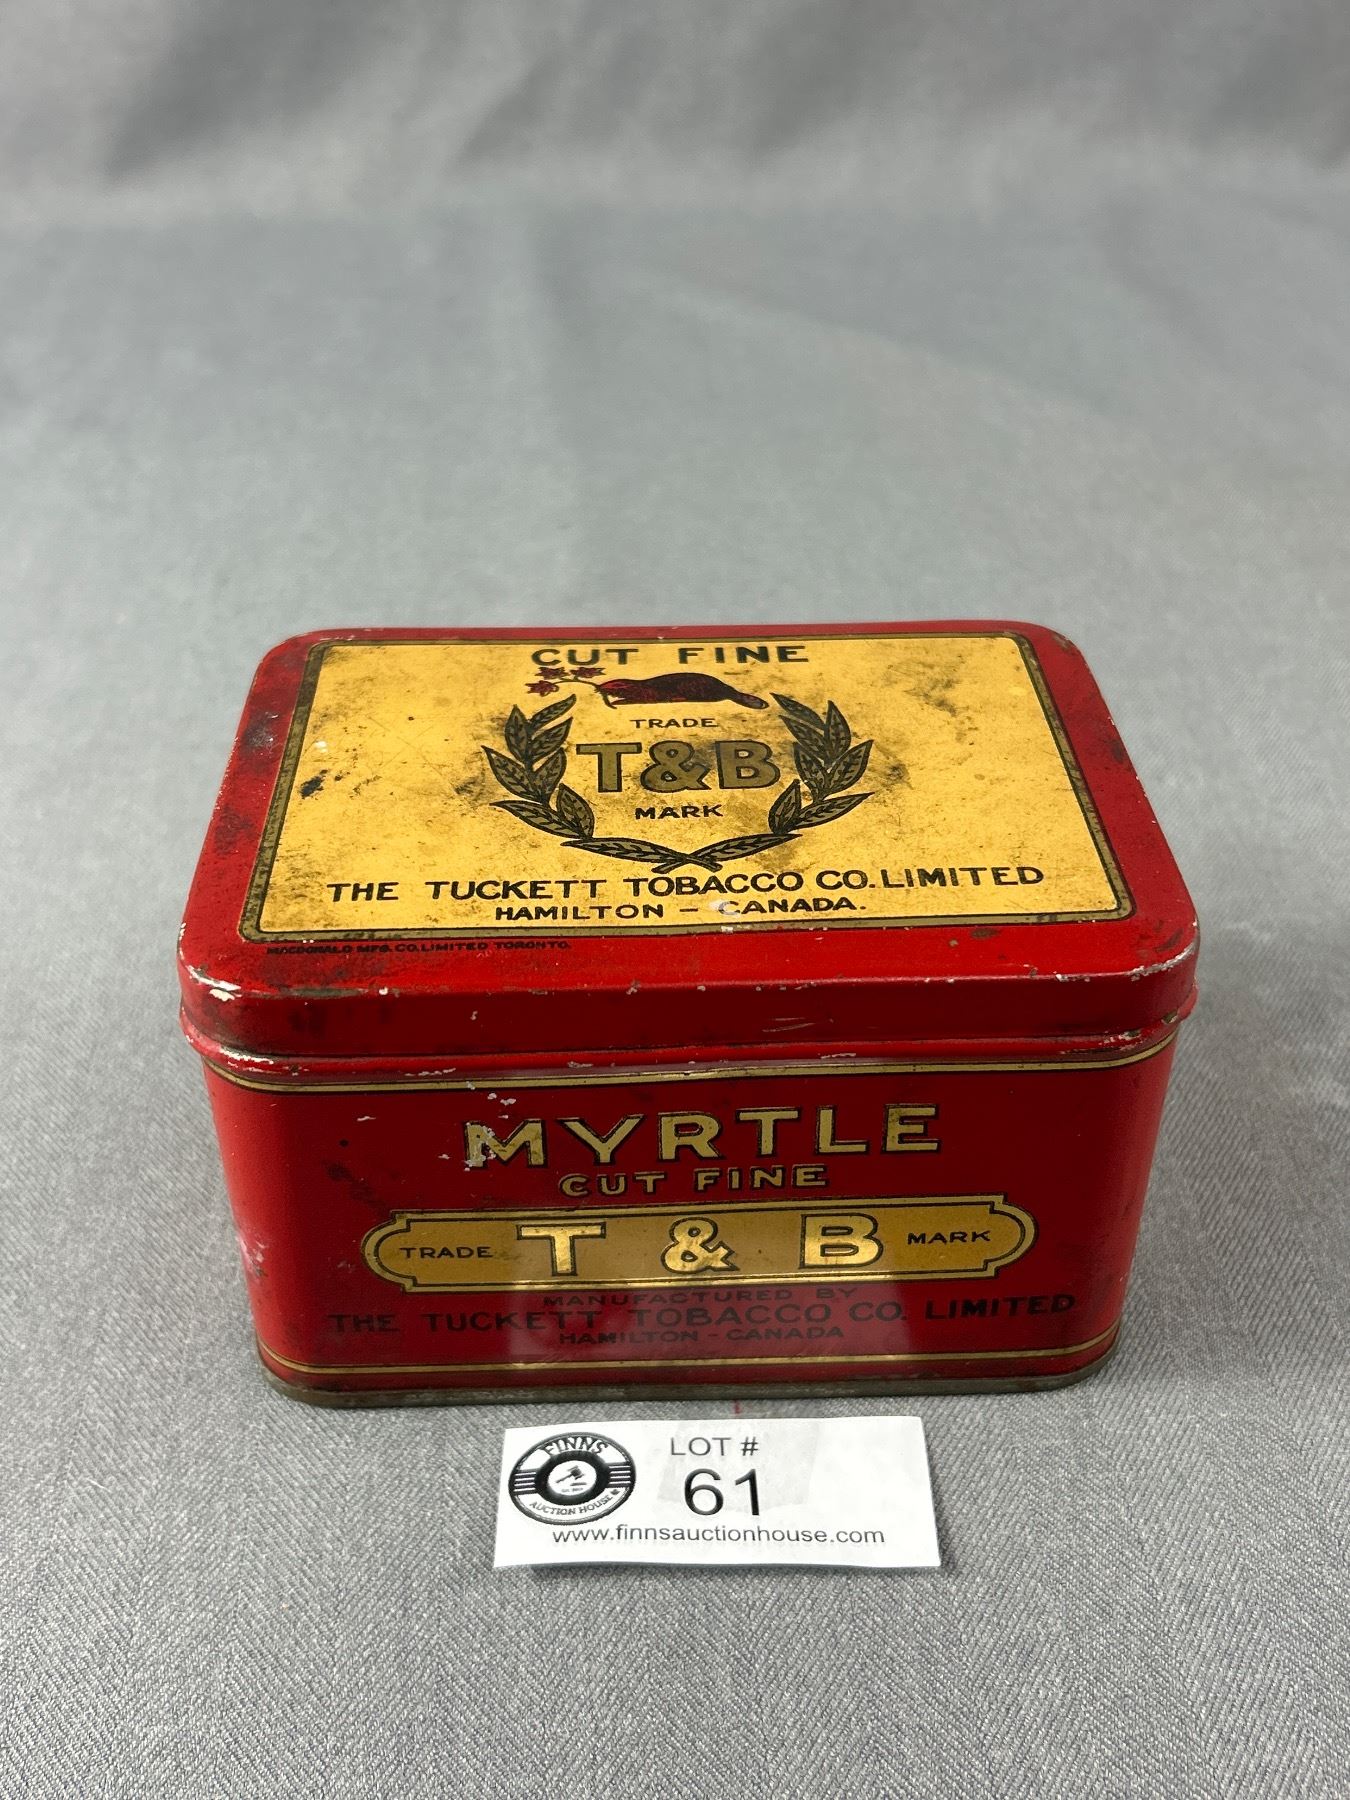 CUT FINE
TRADE
T&B
MARK
THE TUCKETT TOBACCO CO. LIMITED
HAMILTON - CANADA.
MACDONALD MFG. CO. LIMITED TORONTO.
MYRTLE
CUT FINE
TRADE T & B MARK
MANUFACTURED BY
THE TUCKETT TOBACCO CO. LIMITED
HAMILTON - CANADA
FINNS
AUCTION HOUSE
LOT #
61
www.finnsauctionhouse.com